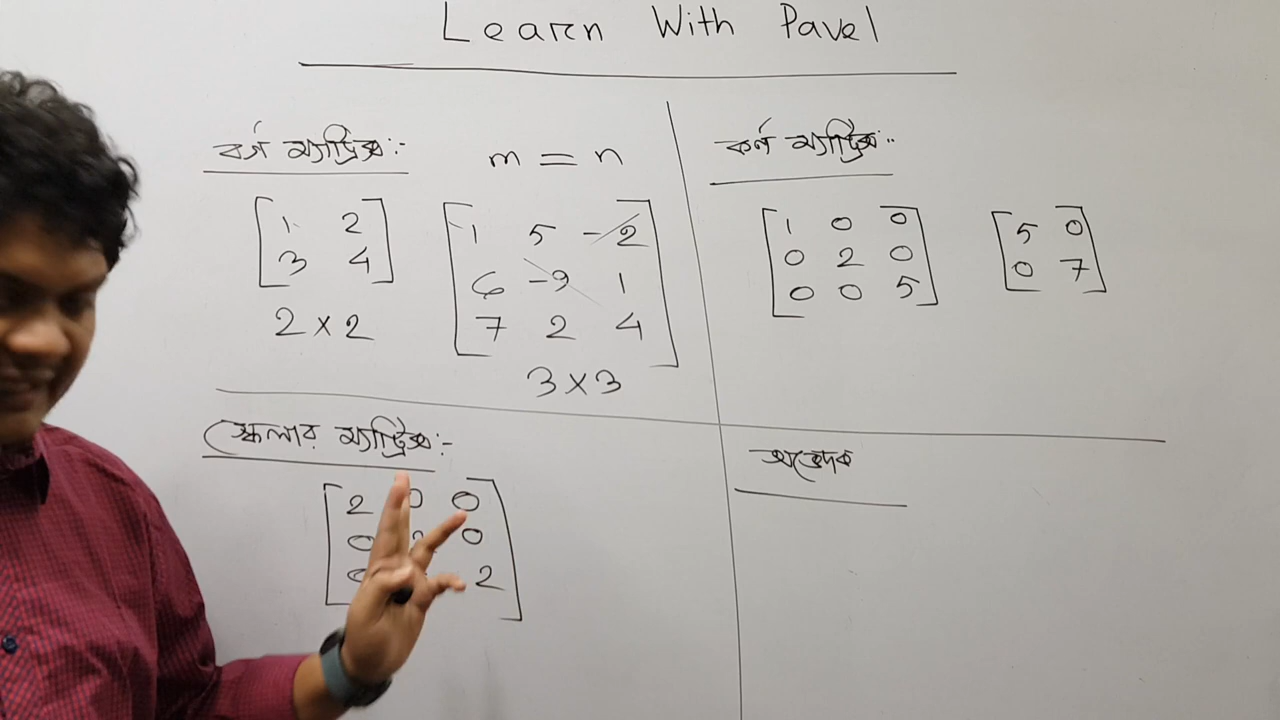 Learn With Pavel
বর্গ ম্যাট্রিক্স:-
m = n
1 2
3 4
2 × 2
1 5 -2
6 -9 1
7 2 4
3 × 3
কর্ন ম্যাট্রিক্স:-
1 0 0
0 2 0
0 0 5
5 0
0 7
স্কেলার ম্যাট্রিক্স:-
2 0 0
0 0
2
অভেদক